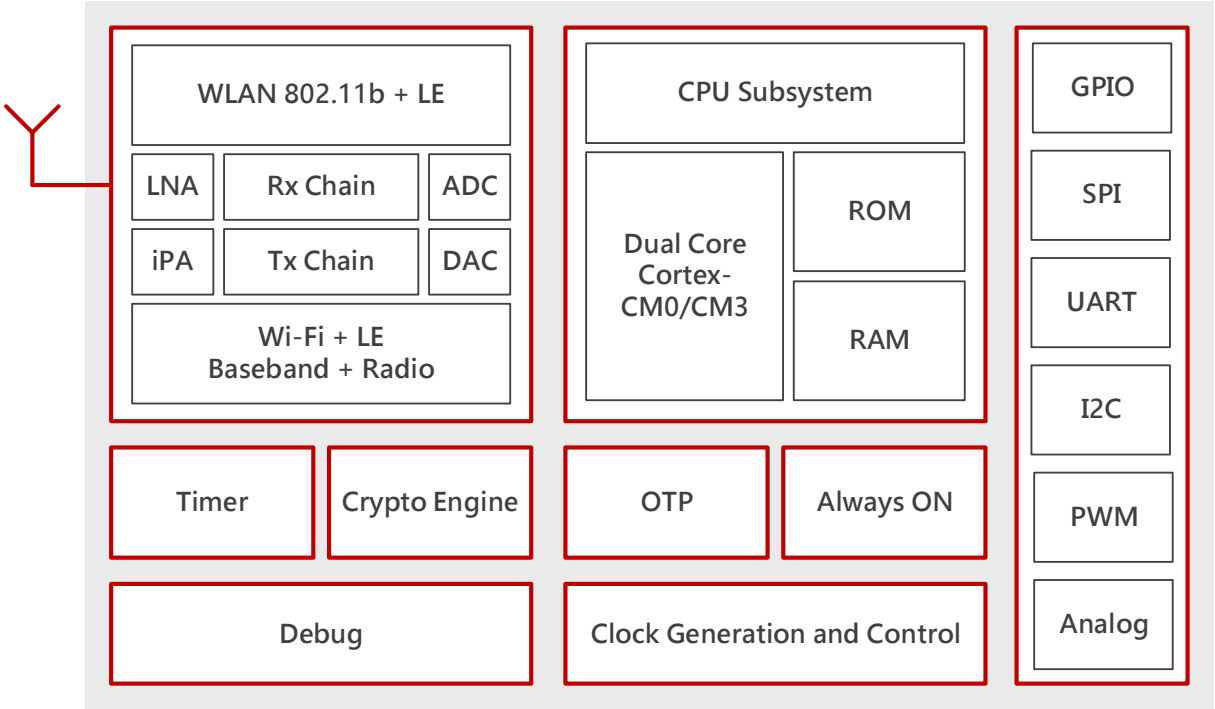 WLAN 802.11b + LE
LNA
Rx Chain
ADC
iPA
Tx Chain
DAC
Wi-Fi + LE
Baseband + Radio
CPU Subsystem
Dual Core
Cortex-
CM0/CM3
ROM
RAM
GPIO
SPI
UART
I2C
PWM
Analog
Timer
Crypto Engine
OTP
Always ON
Debug
Clock Generation and Control